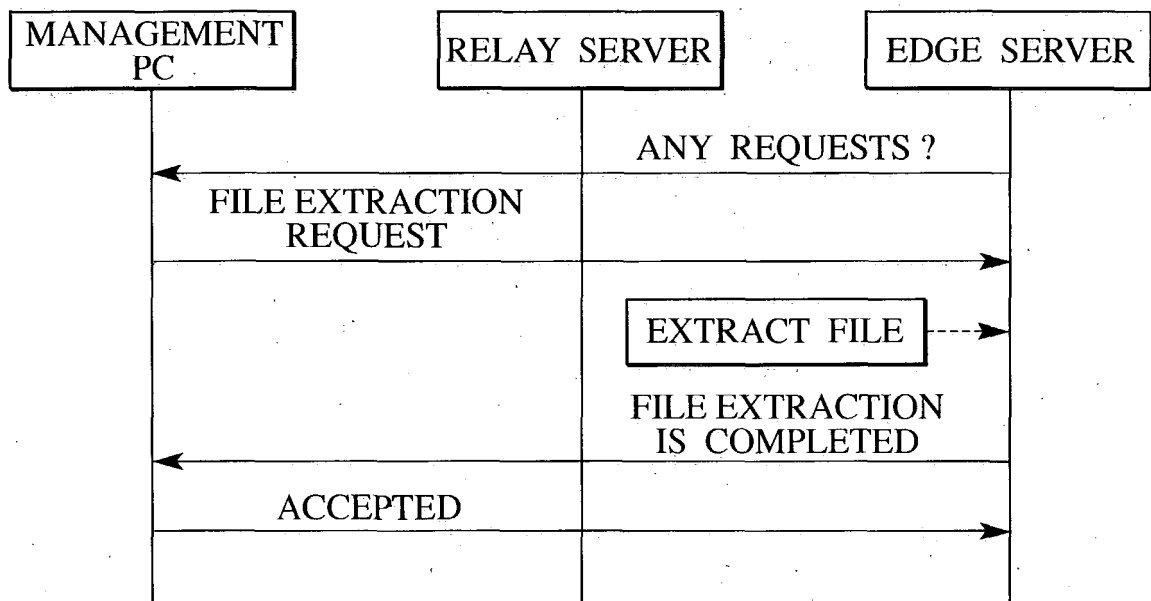 MANAGEMENT
PC
RELAY SERVER
EDGE SERVER
ANY REQUESTS ?
FILE EXTRACTION
REQUEST
EXTRACT FILE
FILE EXTRACTION
IS COMPLETED
ACCEPTED